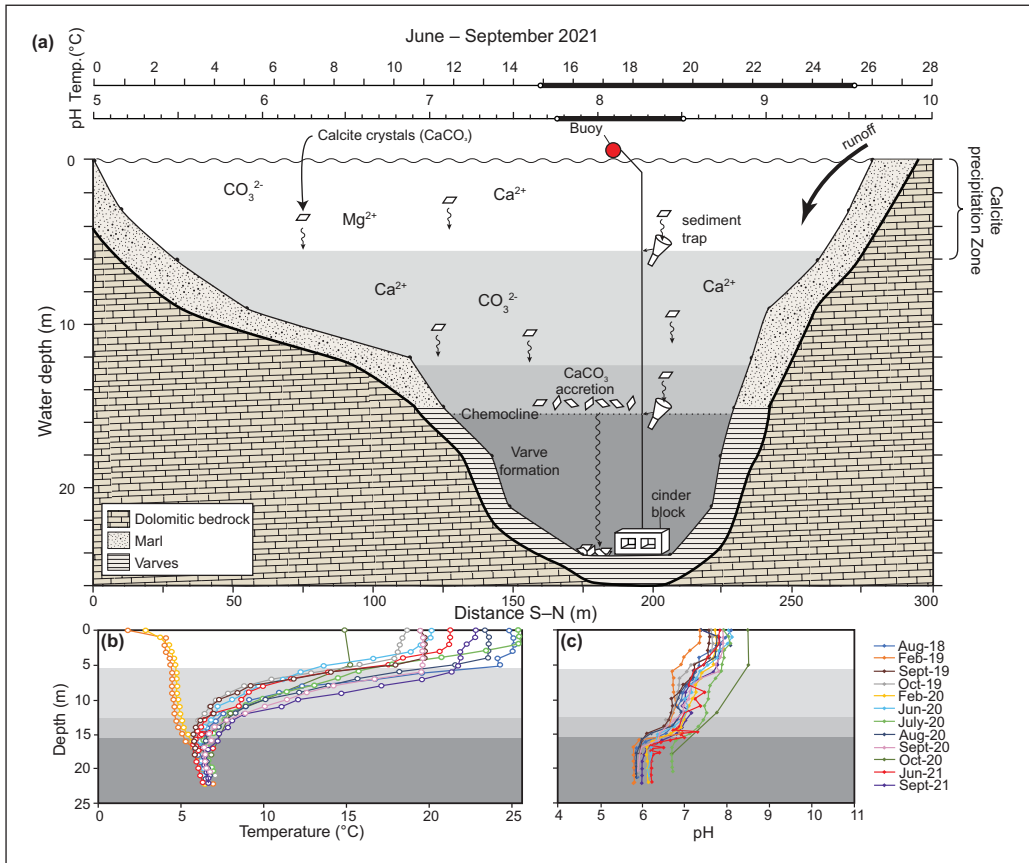 (a)
June – September 2021
Temp.(°C)
0 2 4 6 8 10 12 14 16 18 20 22 24 26 28
pH
5 6 7 8 9 10
Calcite crystals (CaCO₃)
Buoy
runoff
Calcite
precipitation Zone
CO₃²⁻
Ca²⁺
Mg²⁺
sediment
trap
Ca²⁺
CO₃²⁻
Ca²⁺
CaCO₃
accretion
Chemocline
Varve
formation
cinder
block
Water depth (m)
0
10
20
Dolomitic bedrock
Marl
Varves
0 50 75 100 125 150 200 250 300
Distance S–N (m)
(b)
Depth (m)
0
5
10
15
20
25
0 5 10 15 20 25
Temperature (°C)
(c)
4 5 6 7 8 9 10 11
pH
Aug-18
Feb-19
Sept-19
Oct-19
Feb-20
Jun-20
July-20
Aug-20
Sept-20
Oct-20
Jun-21
Sept-21